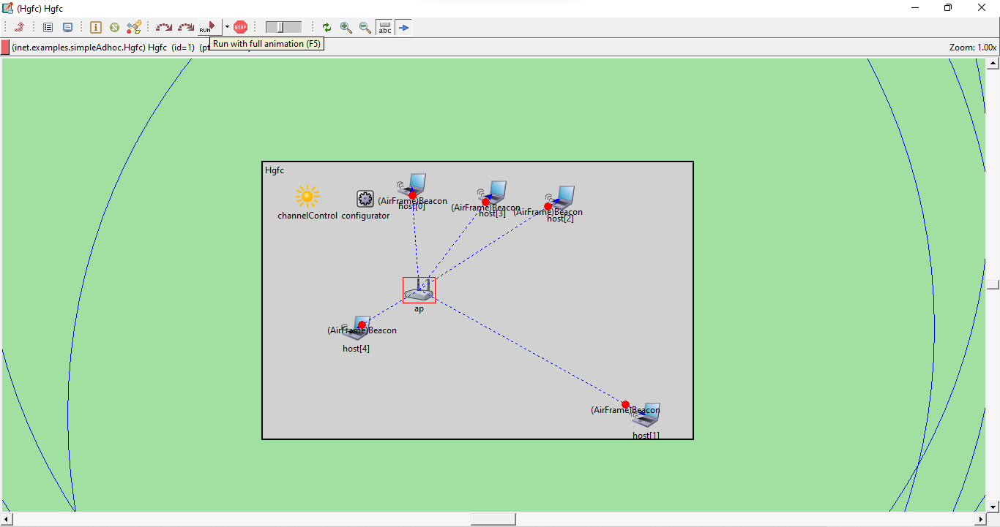 (Hgfc) Hgfc
RUN
STOP
abc
Run with full animation (F5)
(inet.examples.simpleAdhoc.Hgfc) Hgfc (id=1) (pt
Zoom: 1.00x
Hgfc
(AirFrame)Beacon
host[0]
(AirFrame)Beacon
host[3]
(AirFrame)Beacon
host[2]
channelControl
configurator
ap
(AirFrame)Beacon
host[4]
(AirFrame)Beacon
host[1]